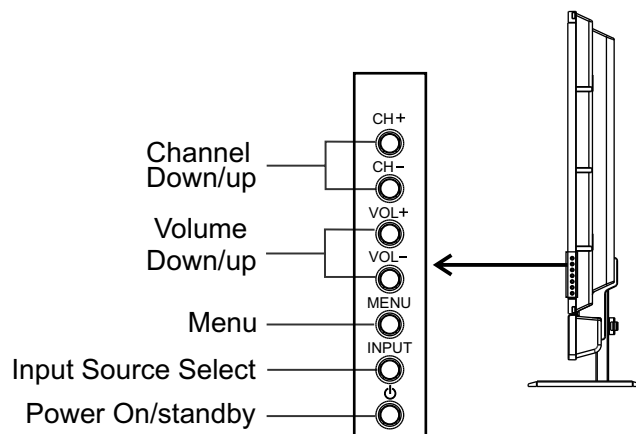 CH+
Channel
Down/up
CH-
VOL+
Volume
Down/up
VOL-
MENU
Menu
INPUT
Input Source Select
Power On/standby